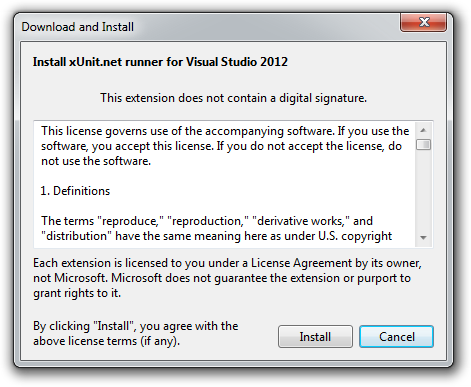 Download and Install
Install xUnit.net runner for Visual Studio 2012
This extension does not contain a digital signature.
This license governs use of the accompanying software. If you use the
software, you accept this license. If you do not accept the license, do
not use the software.
1. Definitions
The terms "reproduce," "reproduction," "derivative works," and
"distribution" have the same meaning here as under U.S. copyright
Each extension is licensed to you under a License Agreement by its owner,
not Microsoft. Microsoft does not guarantee the extension or purport to
grant rights to it.
By clicking "Install", you agree with the
above license terms (if any).
Install
Cancel